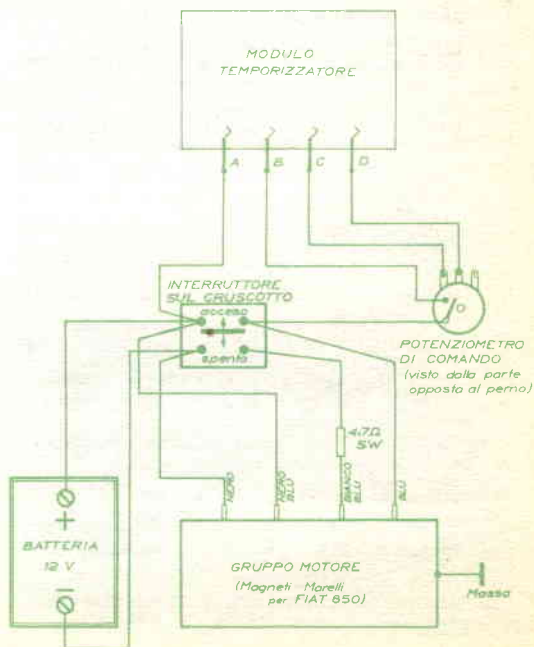 MODULO
TEMPORIZZATORE
A B C D
INTERRUTTORE
SUL CRUSCOTTO
acceso
spento
POTENZIOMETRO
DI COMANDO
(visto dalla parte
opposta al perno)
4,7Ω
5W
NERO
NERO
BLU
BIANCO
BLU
BLU
+
BATTERIA
12 V
−
GRUPPO MOTORE
(Magneti Marelli
per FIAT 850)
Massa